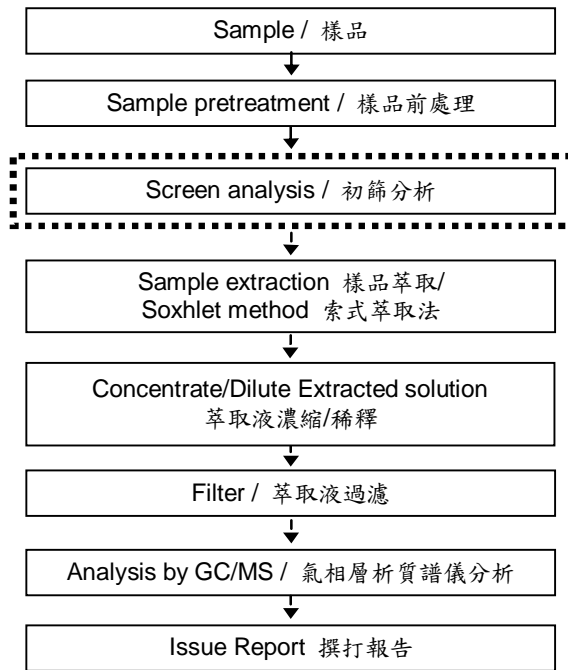 Sample / 樣品
Sample pretreatment / 樣品前處理
Screen analysis / 初篩分析
Sample extraction 樣品萃取/
Soxhlet method 索式萃取法
Concentrate/Dilute Extracted solution
萃取液濃縮/稀釋
Filter / 萃取液過濾
Analysis by GC/MS / 氣相層析質譜儀分析
Issue Report 撰打報告